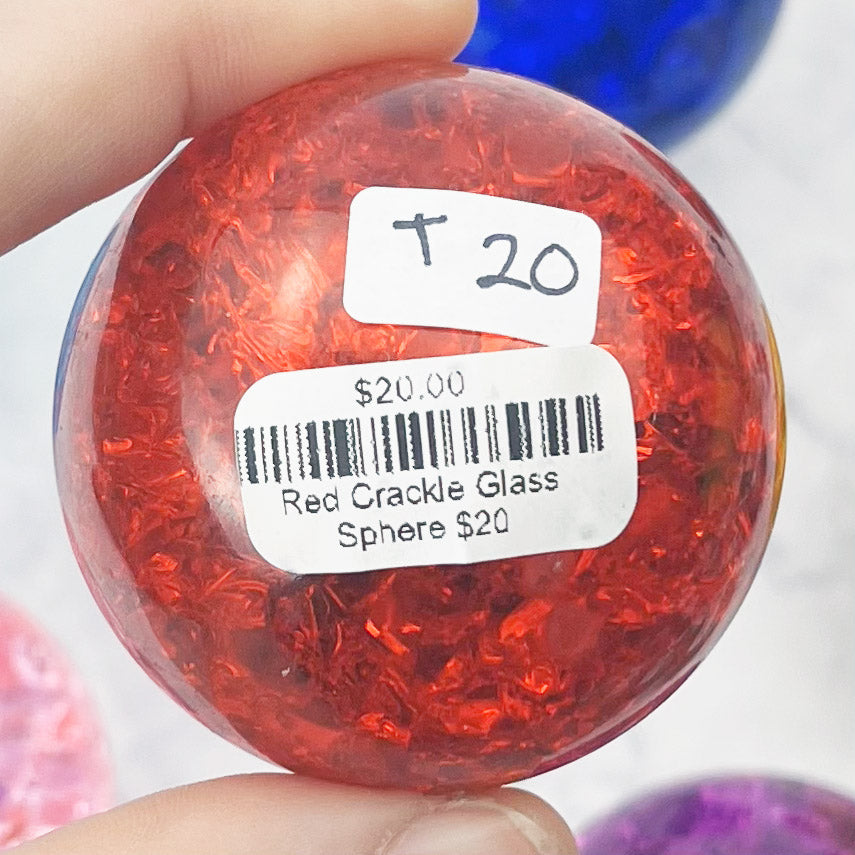 T 20
$20.00
Red Crackle Glass
Sphere $20